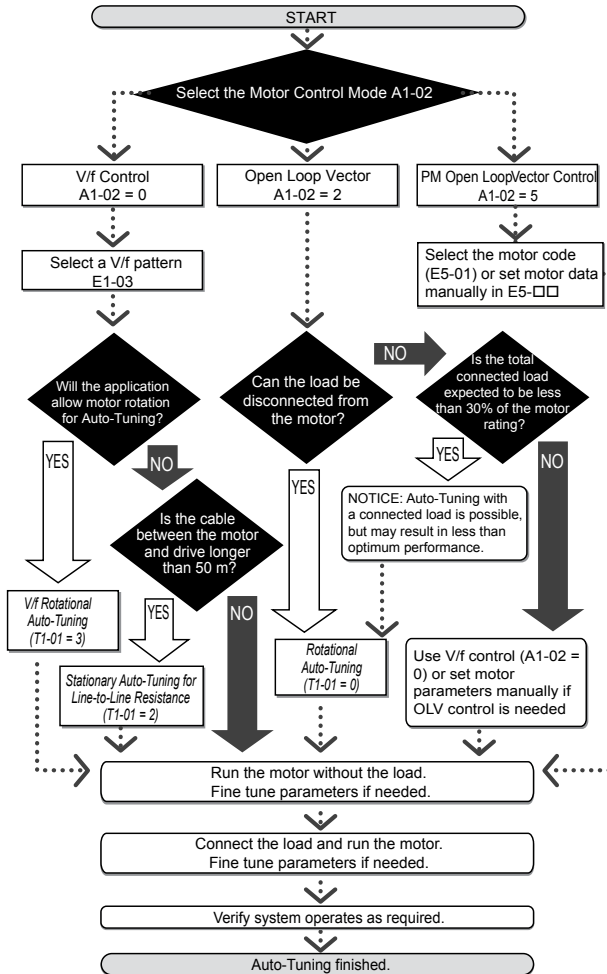 START
Select the Motor Control Mode A1-02
V/f Control
A1-02 = 0
Open Loop Vector
A1-02 = 2
PM Open LoopVector Control
A1-02 = 5
Select a V/f pattern
E1-03
Select the motor code
(E5-01) or set motor data
manually in E5-□□
Will the application
allow motor rotation
for Auto-Tuning?
Can the load be
disconnected from
the motor?
NO
Is the total
connected load
expected to be less
than 30% of the motor
rating?
YES
NO
YES
YES
NO
NOTICE: Auto-Tuning with
a connected load is possible,
but may result in less than
optimum performance.
Is the cable
between the motor
and drive longer
than 50 m?
V/f Rotational
Auto-Tuning
(T1-01 = 3)
YES
NO
Stationary Auto-Tuning for
Line-to-Line Resistance
(T1-01 = 2)
Rotational
Auto-Tuning
(T1-01 = 0)
Use V/f control (A1-02 =
0) or set motor
parameters manually if
OLV control is needed
Run the motor without the load.
Fine tune parameters if needed.
Connect the load and run the motor.
Fine tune parameters if needed.
Verify system operates as required.
Auto-Tuning finished.